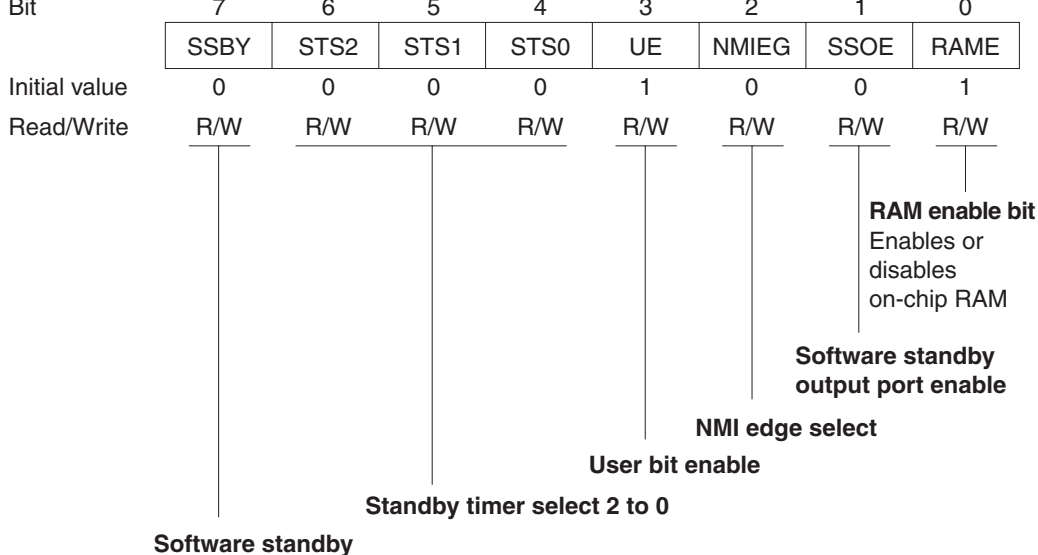 Bit 7 6 5 4 3 2 1 0
SSBY STS2 STS1 STS0 UE NMIEG SSOE RAME
Initial value 0 0 0 0 1 0 0 1
Read/Write R/W R/W R/W R/W R/W R/W R/W R/W
RAM enable bit
Enables or
disables
on-chip RAM
Software standby
output port enable
NMI edge select
User bit enable
Standby timer select 2 to 0
Software standby